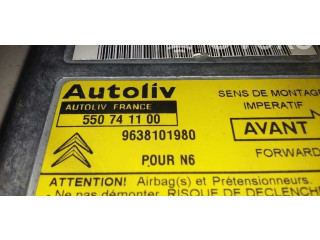 Autoliv
AUTOLIV FRANCE
550 74 11 00
9638101980
POUR N6
SENS DE MONTAGE
IMPERATIF
AVANT
FORWARD
ATTENTION! Airbag(s) et Prétensionneurs.
- Ne pas démonter. RISQUE DE DECLENCHE